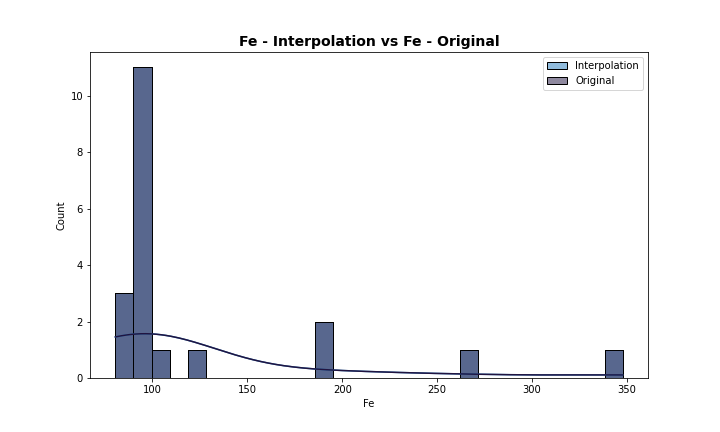 Fe - Interpolation vs Fe - Original
Interpolation
Original
10
8
6
4
2
0
Count
100
150
200
250
300
350
Fe